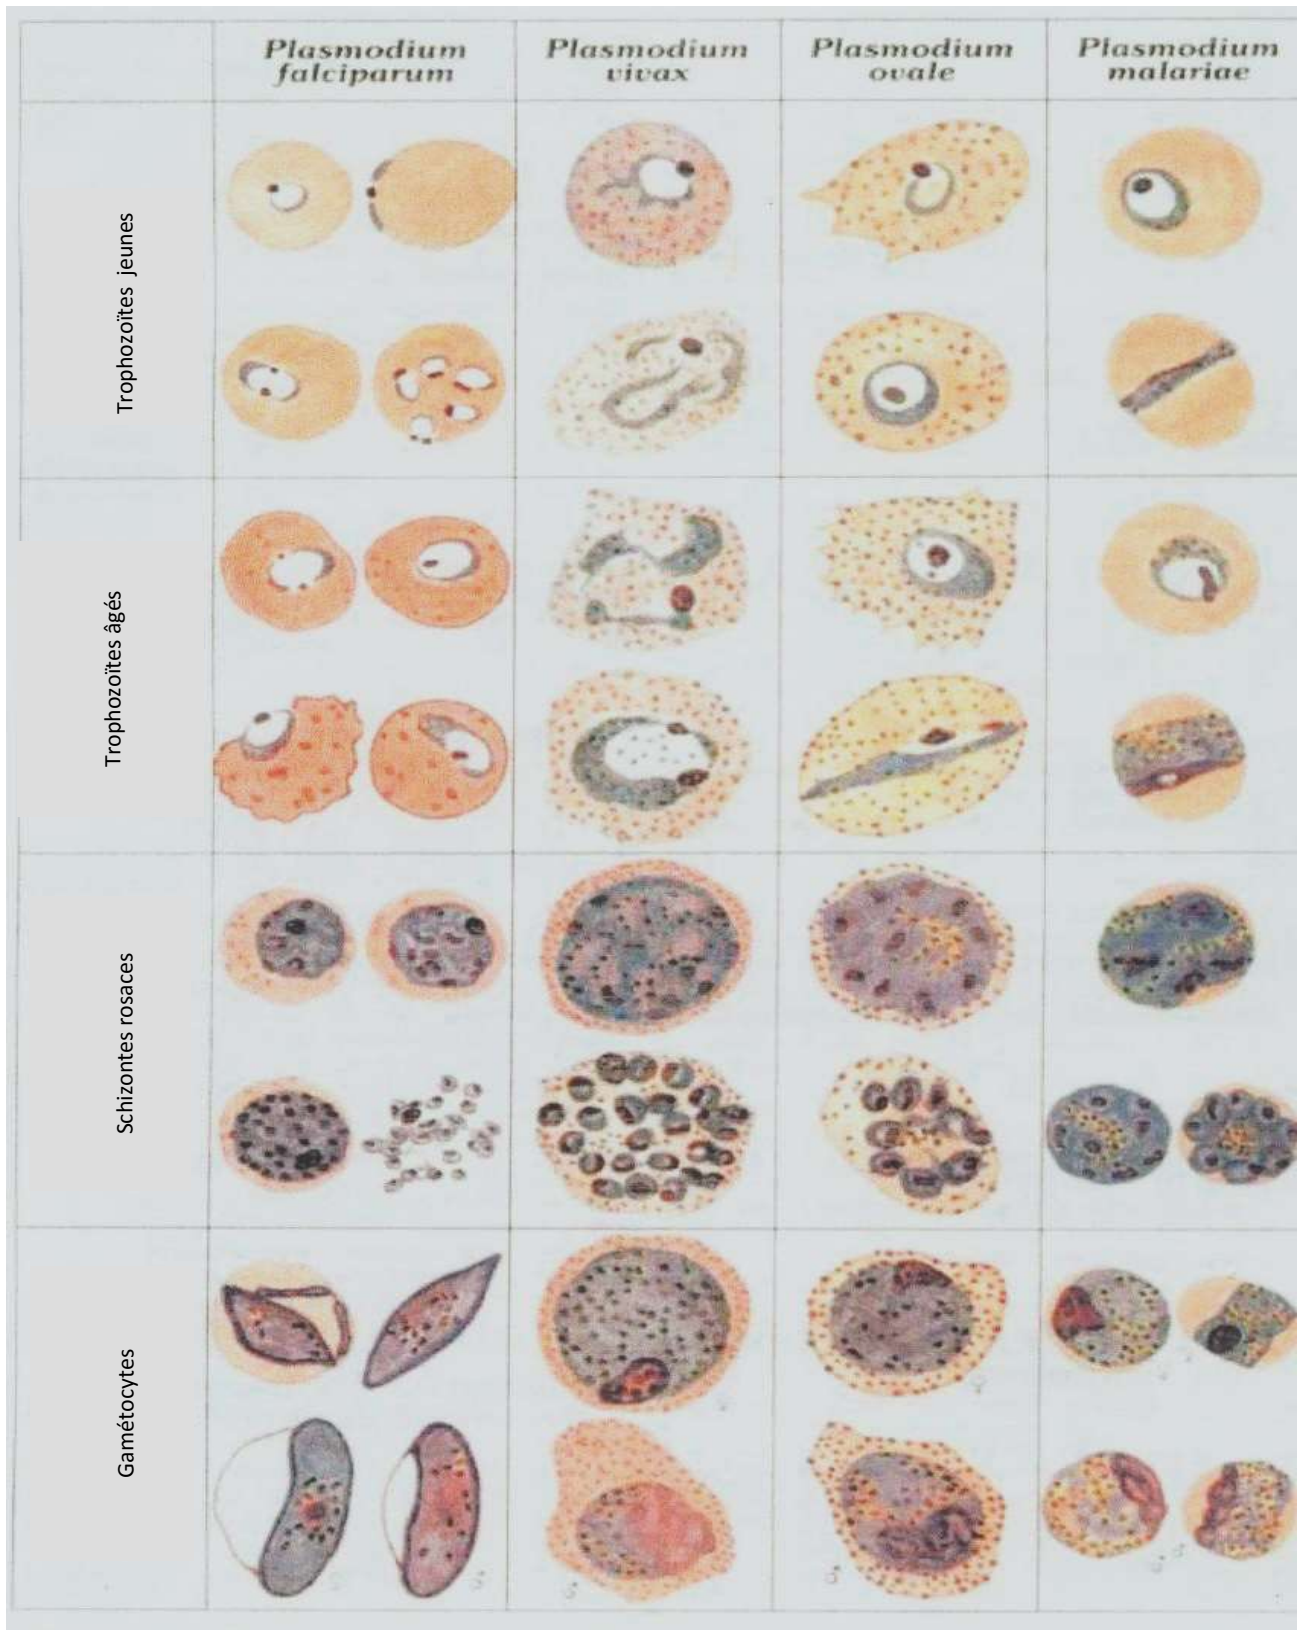 Plasmodium
falciparum
Plasmodium
vivax
Plasmodium
ovale
Plasmodium
malariae
Trophozoïtes jeunes
Trophozoïtes âgés
Schizontes rosaces
Gamétocytes
♀
♂
♂
♀
♂